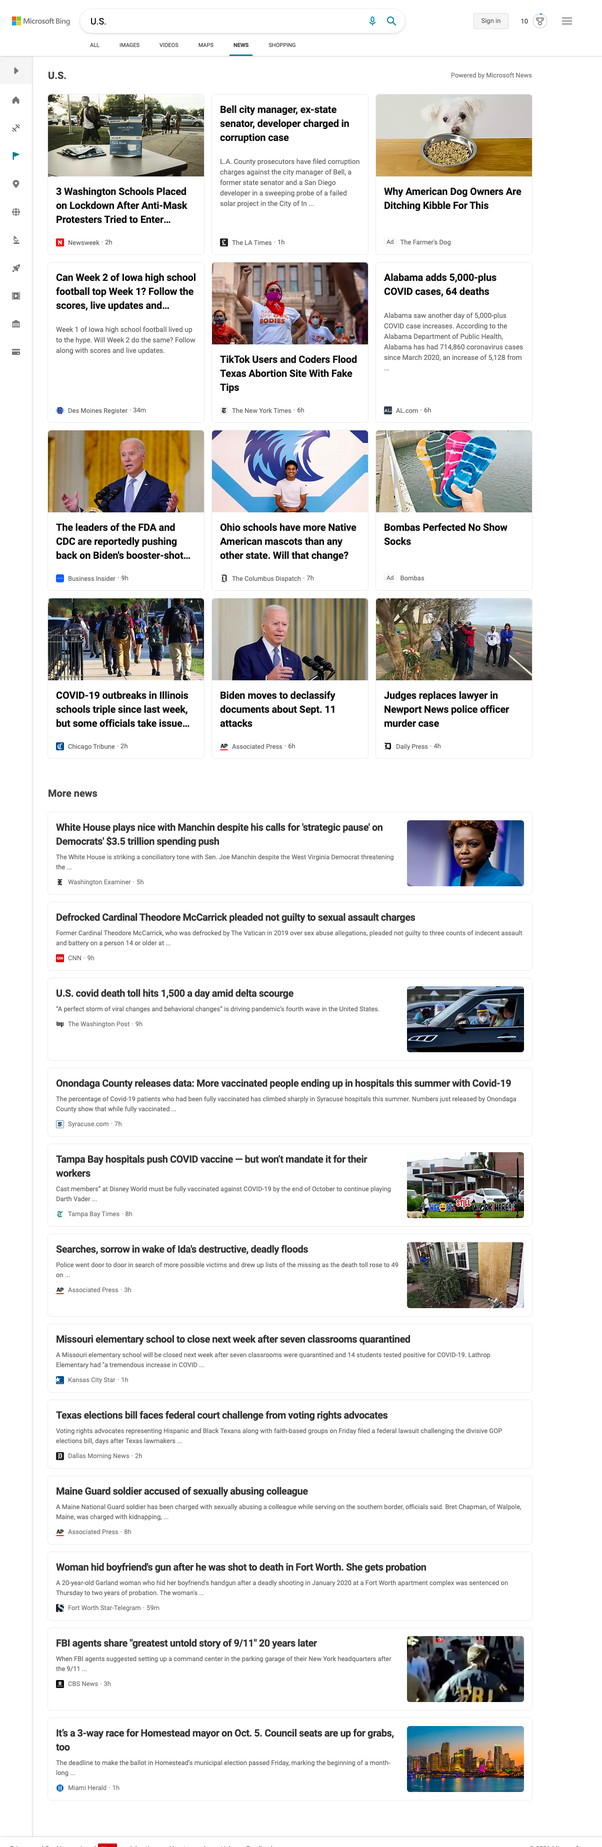 Microsoft Bing
U.S.
Sign in
10
ALL IMAGES VIDEOS MAPS NEWS SHOPPING
U.S.
Powered by Microsoft News
3 Washington Schools Placed
on Lockdown After Anti-Mask
Protesters Tried to Enter...
Newsweek · 2h
Bell city manager, ex-state
senator, developer charged in
corruption case
L.A. County prosecutors have filed corruption
charges against the city manager of Bell, a
former state senator and a San Diego
developer in a sweeping probe of a failed
solar project in the City of In ...
The LA Times · 1h
Why American Dog Owners Are
Ditching Kibble For This
Ad The Farmer's Dog
Can Week 2 of Iowa high school
football top Week 1? Follow the
scores, live updates and...
Week 1 of Iowa high school football lived up
to the hype. Will Week 2 do the same? Follow
along with scores and live updates.
Des Moines Register · 34m
BODIES
TikTok Users and Coders Flood
Texas Abortion Site With Fake
Tips
The New York Times · 6h
Alabama adds 5,000-plus
COVID cases, 64 deaths
Alabama saw another day of 5,000-plus
COVID case increases. According to the
Alabama Department of Public Health,
Alabama has had 714,860 coronavirus cases
since March 2020, an increase of 5,128 from
...
AL.com · 6h
The leaders of the FDA and
CDC are reportedly pushing
back on Biden's booster-shot...
Business Insider · 9h
Ohio schools have more Native
American mascots than any
other state. Will that change?
The Columbus Dispatch · 7h
Bombas Perfected No Show
Socks
Ad Bombas
COVID-19 outbreaks in Illinois
schools triple since last week,
but some officials take issue...
Chicago Tribune · 2h
Biden moves to declassify
documents about Sept. 11
attacks
AP Associated Press · 6h
Judges replaces lawyer in
Newport News police officer
murder case
Daily Press · 4h
More news
White House plays nice with Manchin despite his calls for 'strategic pause' on
Democrats' $3.5 trillion spending push
The White House is striking a conciliatory tone with Sen. Joe Manchin despite the West Virginia Democrat threatening
the ...
Washington Examiner · 5h
Defrocked Cardinal Theodore McCarrick pleaded not guilty to sexual assault charges
Former Cardinal Theodore McCarrick, who was defrocked by The Vatican in 2019 over sex abuse allegations, pleaded not guilty to three counts of indecent assault
and battery on a person 14 or older at ...
CNN · 9h
U.S. covid death toll hits 1,500 a day amid delta scourge
"A perfect storm of viral changes and behavioral changes" is driving pandemic's fourth wave in the United States.
wp The Washington Post · 9h
Onondaga County releases data: More vaccinated people ending up in hospitals this summer with Covid-19
The percentage of Covid-19 patients who had been fully vaccinated has climbed sharply in Syracuse hospitals this summer. Numbers just released by Onondaga
County show that while fully vaccinated ...
Syracuse.com · 7h
Tampa Bay hospitals push COVID vaccine — but won't mandate it for their
workers
Cast members" at Disney World must be fully vaccinated against COVID-19 by the end of October to continue playing
Darth Vader ...
Tampa Bay Times · 8h
STILL WORK HERE!
Searches, sorrow in wake of Ida's destructive, deadly floods
Police went door to door in search of more possible victims and drew up lists of the missing as the death toll rose to 49
on ...
AP Associated Press · 3h
Missouri elementary school to close next week after seven classrooms quarantined
A Missouri elementary school will be closed next week after seven classrooms were quarantined and 14 students tested positive for COVID-19. Lathrop
Elementary had "a tremendous increase in COVID ...
Kansas City Star · 1h
Texas elections bill faces federal court challenge from voting rights advocates
Voting rights advocates representing Hispanic and Black Texans along with faith-based groups on Friday filed a federal lawsuit challenging the divisive GOP
elections bill, days after Texas lawmakers ...
Dallas Morning News · 2h
Maine Guard soldier accused of sexually abusing colleague
A Maine National Guard soldier has been charged with sexually abusing a colleague while serving on the southern border, officials said. Bret Chapman, of Walpole,
Maine, was charged with kidnapping, ...
AP Associated Press · 8h
Woman hid boyfriend's gun after he was shot to death in Fort Worth. She gets probation
A 20-year-old Garland woman who hid her boyfriend's handgun after a deadly shooting in January 2020 at a Fort Worth apartment complex was sentenced on
Thursday to two years of probation. The woman's ...
Fort Worth Star-Telegram · 59m
FBI agents share "greatest untold story of 9/11" 20 years later
When FBI agents suggested setting up a command center in the parking garage of their New York headquarters after
the 9/11 ...
CBS News · 3h
FBI
It's a 3-way race for Homestead mayor on Oct. 5. Council seats are up for grabs,
too
The deadline to make the ballot in Homestead's municipal election passed Friday, marking the beginning of a month-
long ...
Miami Herald · 1h